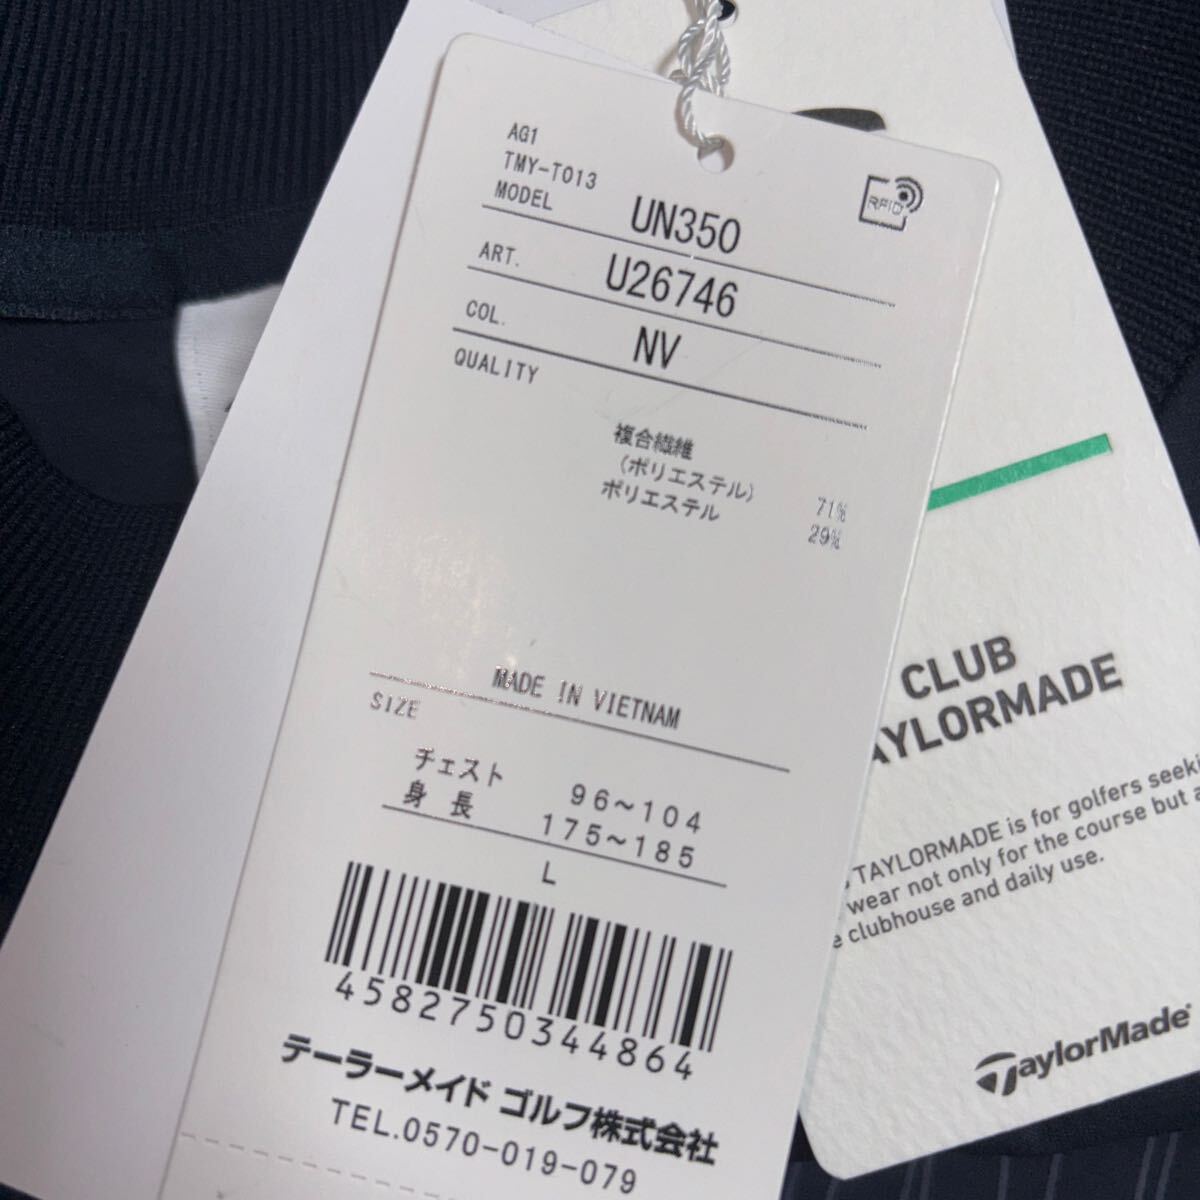 AG1
TMY-T013
RFID
MODEL UN350
ART. U26746
COL. NV
QUALITY
複合繊維
(ポリエステル) 71%
ポリエステル 29%
MADE IN VIETNAM
SIZE
チェスト 96~104
身長 175~185
L
4582750344864
テーラーメイド ゴルフ株式会社
TEL.0570-019-079
CLUB
AYLORMADE
TAYLORMADE is for golfers seeki
wear not only for the course but a
e clubhouse and daily use.
TaylorMade